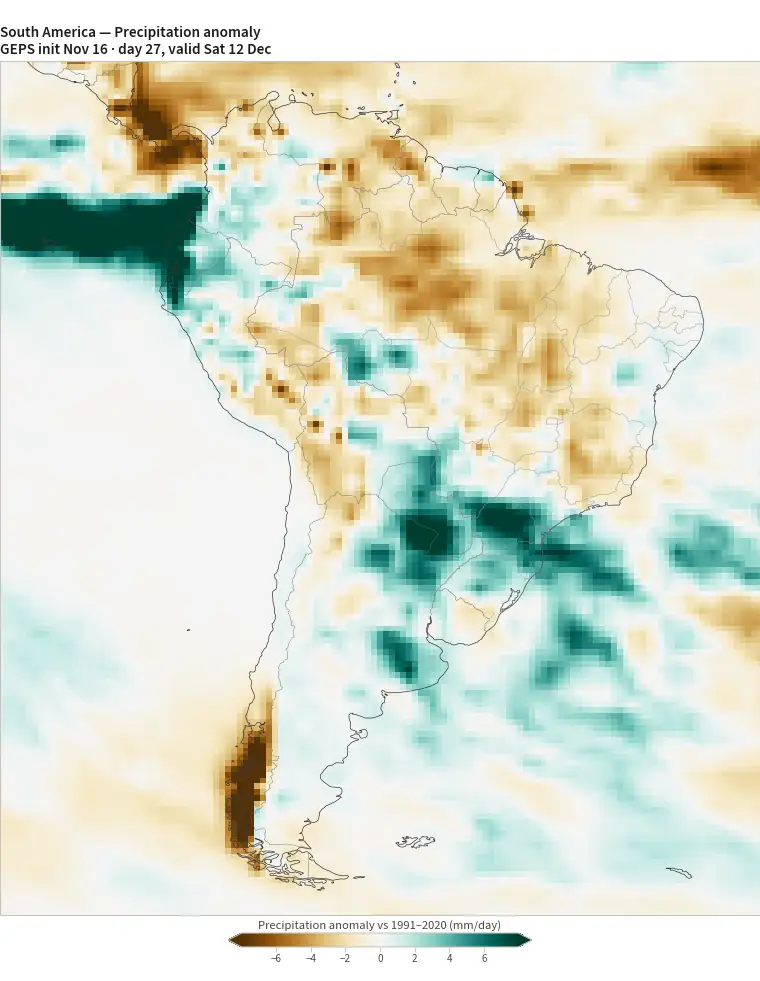 South America — Precipitation anomaly
GEPS init Nov 16 · day 27, valid Sat 12 Dec
Precipitation anomaly vs 1991–2020 (mm/day)
−6 −4 −2 0 2 4 6